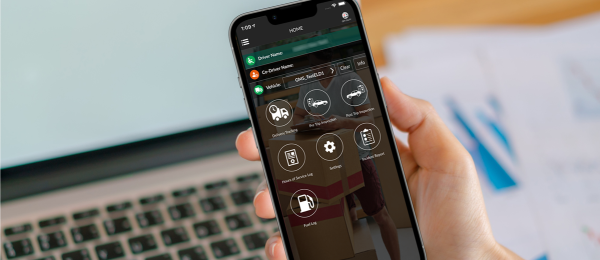 1:09
HOME
Driver Name:
Co-Driver Name:
Vehicle: GMS_TestELD1 Clear Info
Delivery Tracking Pre-Trip Inspection Post-Trip Inspection
Hours of Service Log Settings Incident Report
Fuel Log